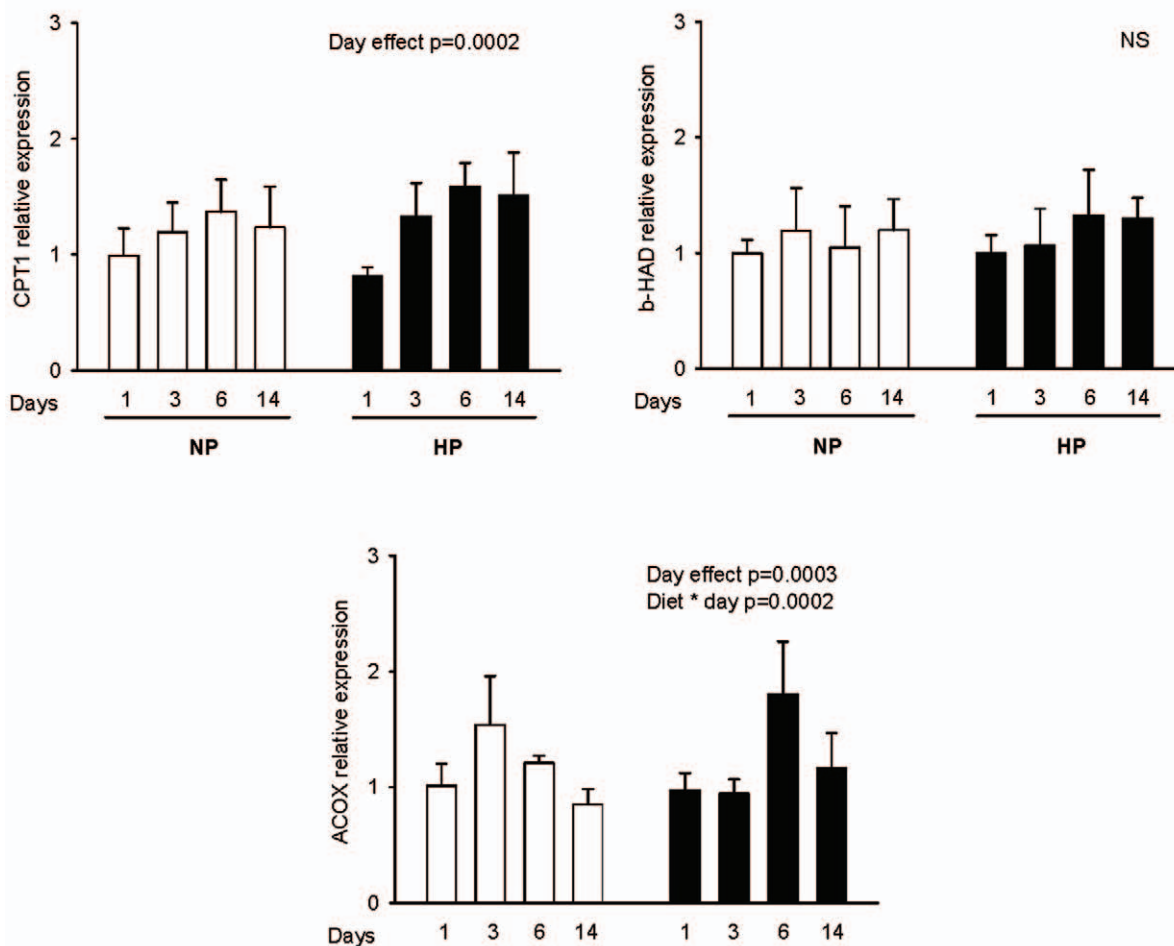 3
Day effect p=0.0002
2
1
0
CPT1 relative expression
Days 1 3 6 14 1 3 6 14
NP HP
3
NS
2
1
0
b-HAD relative expression
Days 1 3 6 14 1 3 6 14
NP HP
3
Day effect p=0.0003
Diet * day p=0.0002
2
1
0
ACOX relative expression
Days 1 3 6 14 1 3 6 14